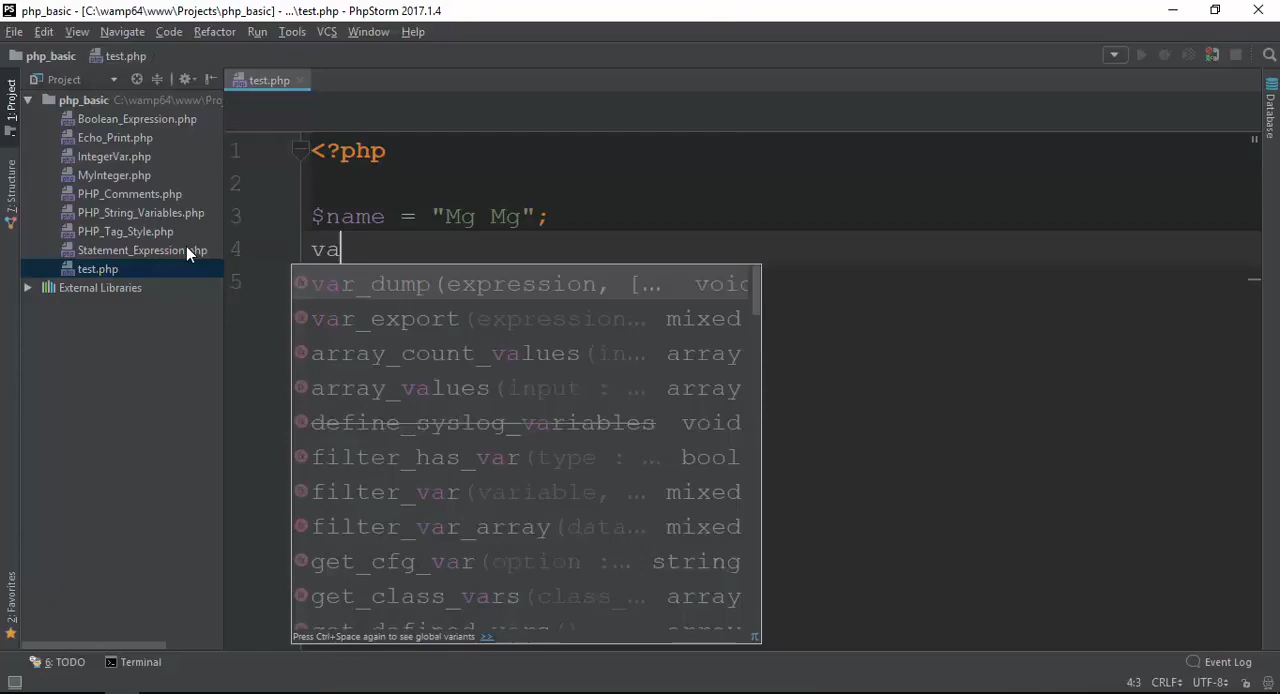 php_basic - [C:\wamp64\www\Projects\php_basic] - ...\test.php - PhpStorm 2017.1.4
File Edit View Navigate Code Refactor Run Tools VCS Window Help
php_basic test.php
Project
test.php
1: Project
7: Structure
2: Favorites
php_basic C:\wamp64\www\Pro
Boolean_Expression.php
Echo_Print.php
IntegerVar.php
MyInteger.php
PHP_Comments.php
PHP_String_Variables.php
PHP_Tag_Style.php
Statement_Expression.php
test.php
External Libraries
1 <?php
2
3 $name = "Mg Mg";
4 va
5
var_dump(expression, [... void
var_export(expression... mixed
array_count_values(in... array
array_values(input : ... array
define_syslog_variables void
filter_has_var(type : ... bool
filter_var(variable, ... mixed
filter_var_array(data... mixed
get_cfg_var(option :... string
get_class_vars(class_... array
get_defined_vars() array
Press Ctrl+Space again to see global variants >>
π
Database
6: TODO Terminal
Event Log
4:3 CRLF UTF-8